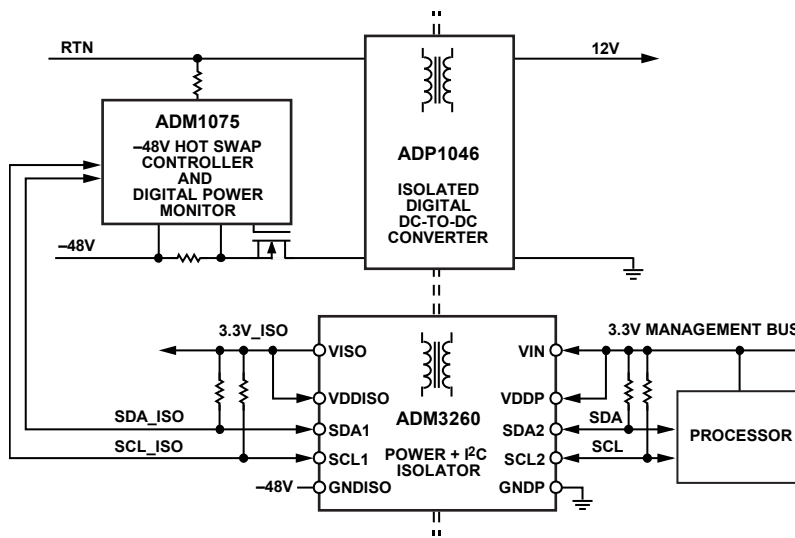 RTN
12V
ADM1075
–48V HOT SWAP
CONTROLLER
AND
DIGITAL POWER
MONITOR
ADP1046
ISOLATED
DIGITAL
DC-TO-DC
CONVERTER
–48V
3.3V_ISO
3.3V MANAGEMENT BUS
VISO
VIN
VDDISO
VDDP
ADM3260
SDA_ISO
SDA1
SDA2
SDA
PROCESSOR
SCL_ISO
SCL1
POWER + I²C
ISOLATOR
SCL2
SCL
–48V
GNDISO
GNDP